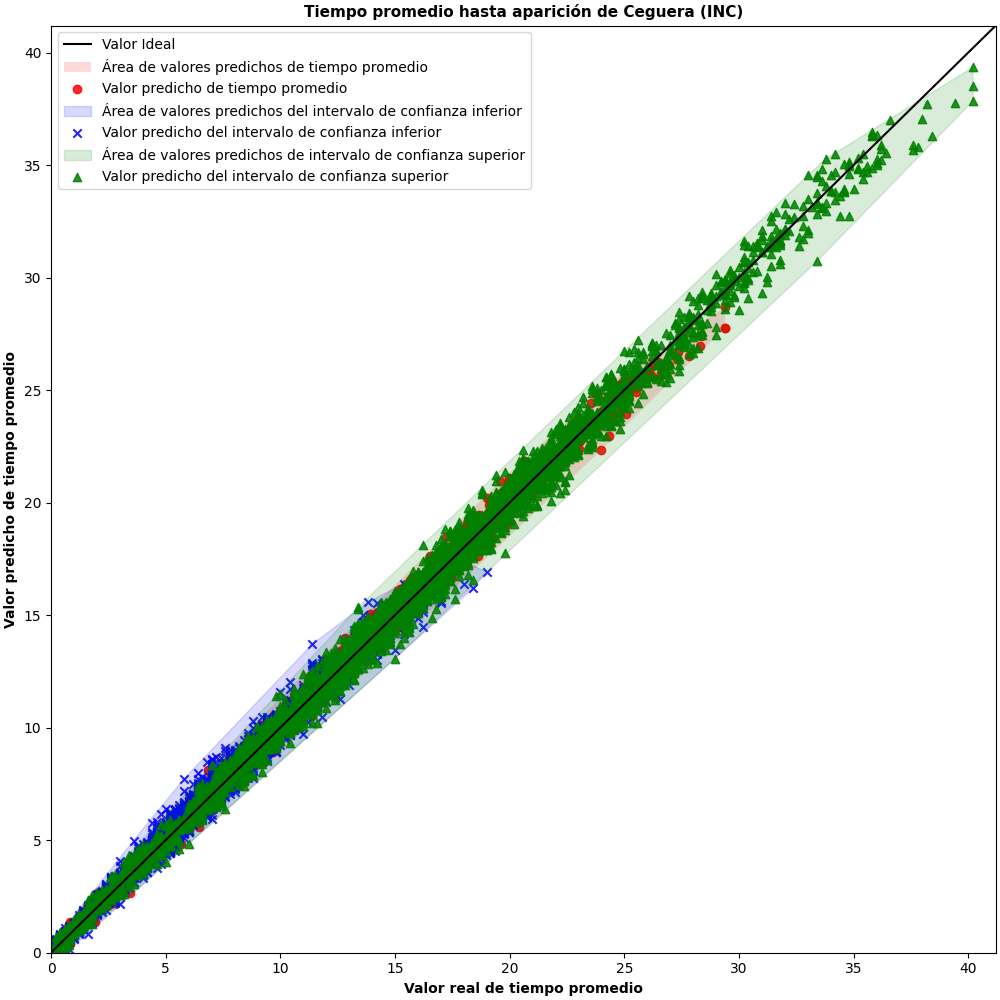 Tiempo promedio hasta aparición de Ceguera (INC)
Valor Ideal
Área de valores predichos de tiempo promedio
Valor predicho de tiempo promedio
Área de valores predichos del intervalo de confianza inferior
Valor predicho del intervalo de confianza inferior
Área de valores predichos de intervalo de confianza superior
Valor predicho del intervalo de confianza superior
Valor predicho de tiempo promedio
40
35
30
25
20
15
10
5
0
0 5 10 15 20 25 30 35 40
Valor real de tiempo promedio